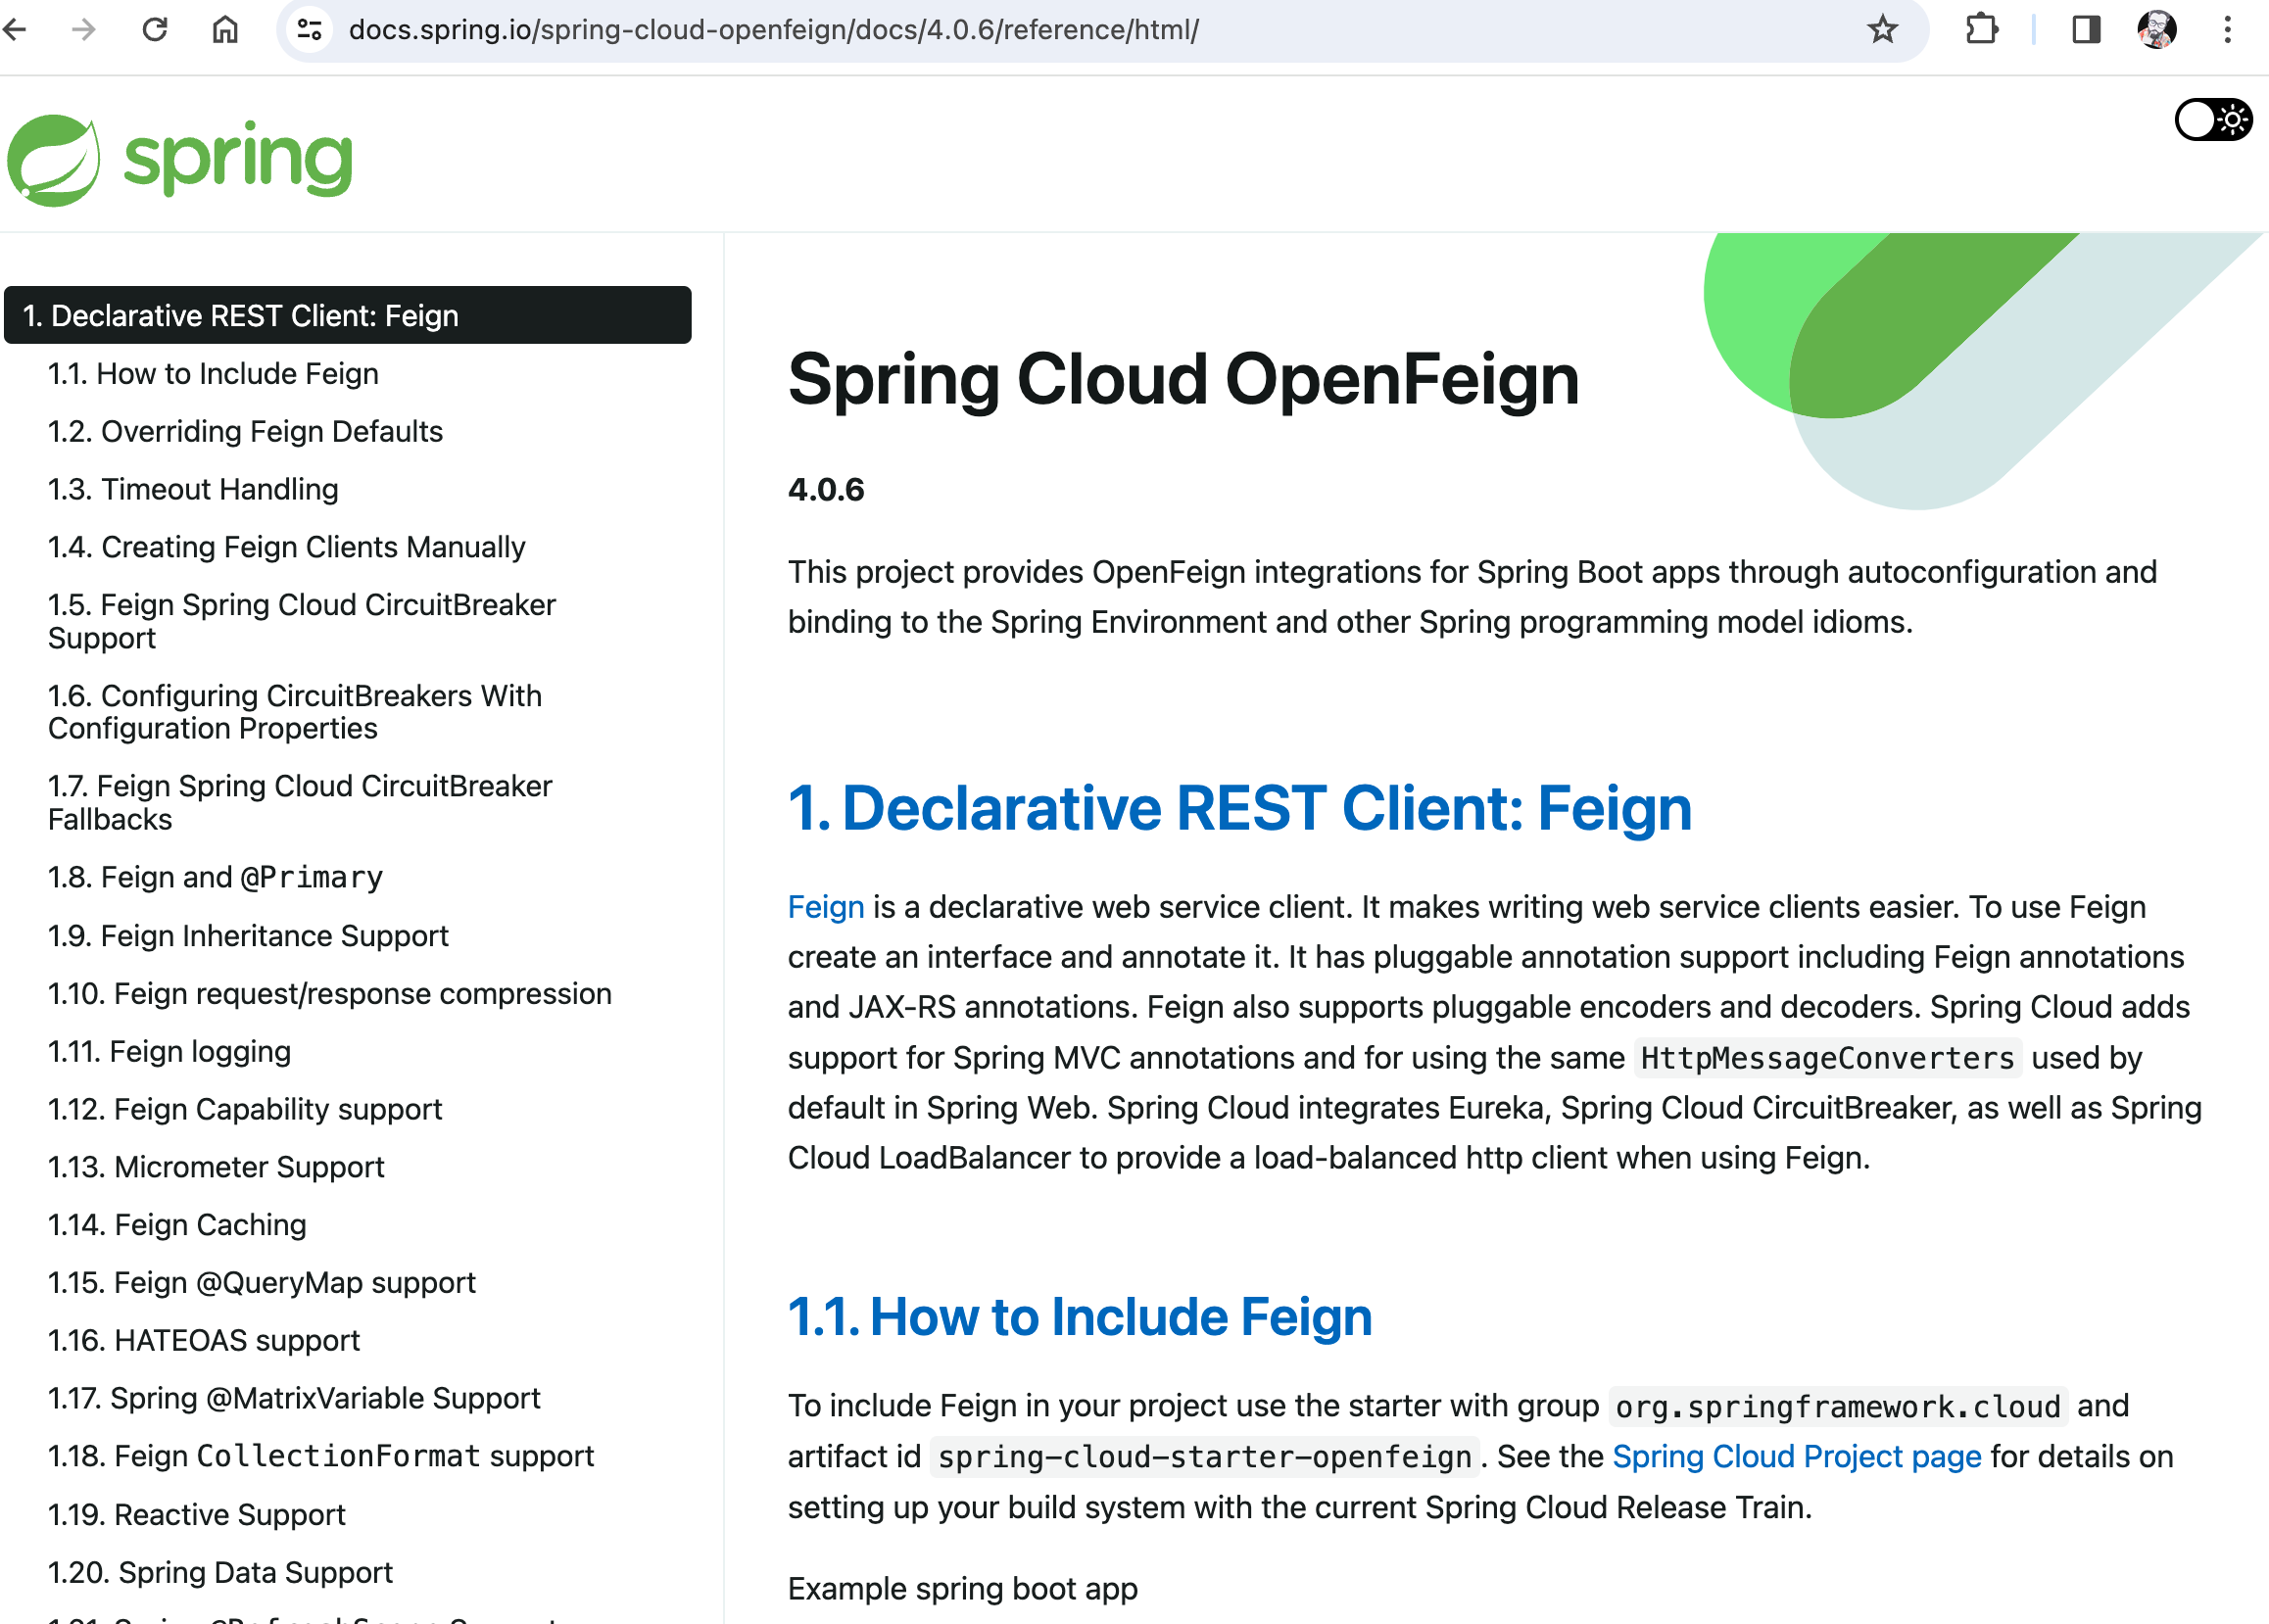 docs.spring.io/spring-cloud-openfeign/docs/4.0.6/reference/html/
spring
1. Declarative REST Client: Feign
1.1. How to Include Feign
1.2. Overriding Feign Defaults
1.3. Timeout Handling
1.4. Creating Feign Clients Manually
1.5. Feign Spring Cloud CircuitBreaker
Support
1.6. Configuring CircuitBreakers With
Configuration Properties
1.7. Feign Spring Cloud CircuitBreaker
Fallbacks
1.8. Feign and @Primary
1.9. Feign Inheritance Support
1.10. Feign request/response compression
1.11. Feign logging
1.12. Feign Capability support
1.13. Micrometer Support
1.14. Feign Caching
1.15. Feign @QueryMap support
1.16. HATEOAS support
1.17. Spring @MatrixVariable Support
1.18. Feign CollectionFormat support
1.19. Reactive Support
1.20. Spring Data Support
Spring Cloud OpenFeign
4.0.6
This project provides OpenFeign integrations for Spring Boot apps through autoconfiguration and
binding to the Spring Environment and other Spring programming model idioms.
1. Declarative REST Client: Feign
Feign is a declarative web service client. It makes writing web service clients easier. To use Feign
create an interface and annotate it. It has pluggable annotation support including Feign annotations
and JAX-RS annotations. Feign also supports pluggable encoders and decoders. Spring Cloud adds
support for Spring MVC annotations and for using the same HttpMessageConverters used by
default in Spring Web. Spring Cloud integrates Eureka, Spring Cloud CircuitBreaker, as well as Spring
Cloud LoadBalancer to provide a load-balanced http client when using Feign.
1.1. How to Include Feign
To include Feign in your project use the starter with group org.springframework.cloud and
artifact id spring-cloud-starter-openfeign. See the Spring Cloud Project page for details on
setting up your build system with the current Spring Cloud Release Train.
Example spring boot app